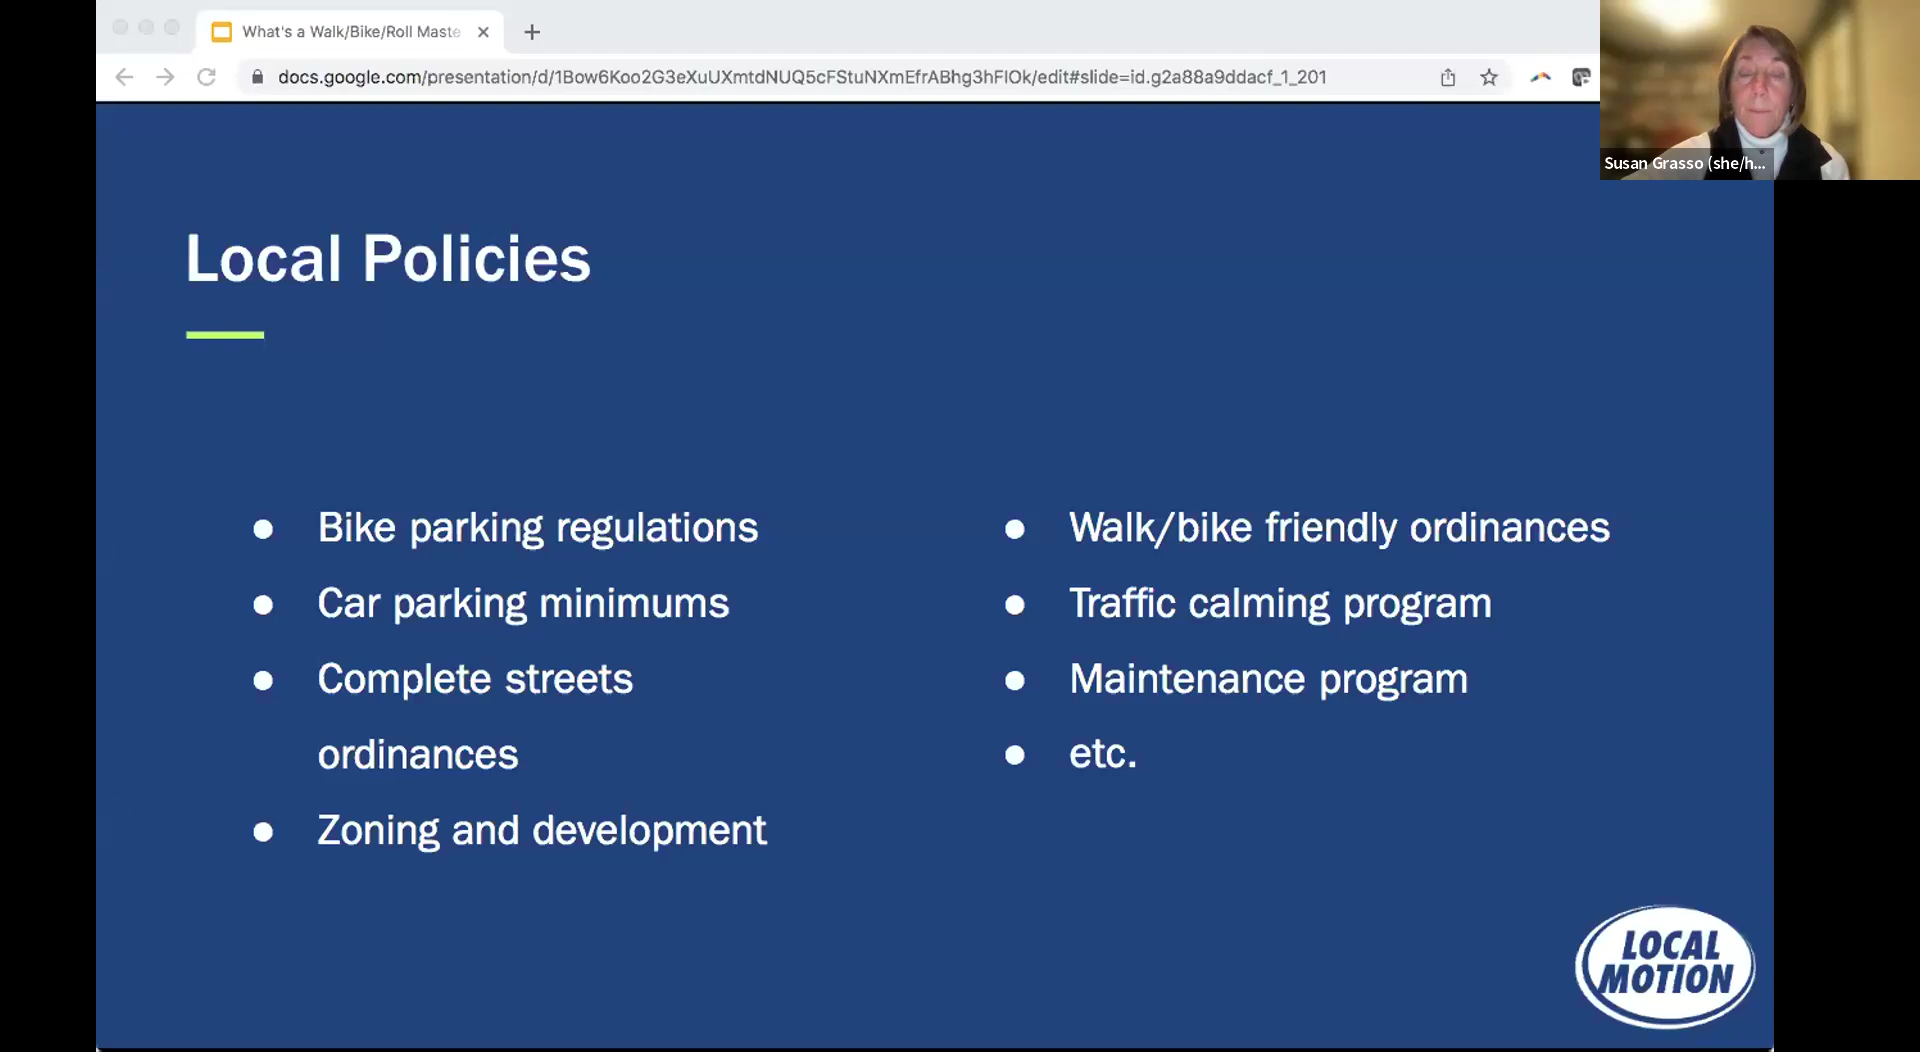 What's a Walk/Bike/Roll Maste
docs.google.com/presentation/d/1Bow6Koo2G3eXuUXmtdNUQ5cFStuNXmEfrABhg3hFIOk/edit#slide=id.g2a88a9ddacf_1_201
Susan Grasso (she/h...
Local Policies
● Bike parking regulations
● Car parking minimums
● Complete streets
ordinances
● Zoning and development
● Walk/bike friendly ordinances
● Traffic calming program
● Maintenance program
● etc.
LOCAL
MOTION